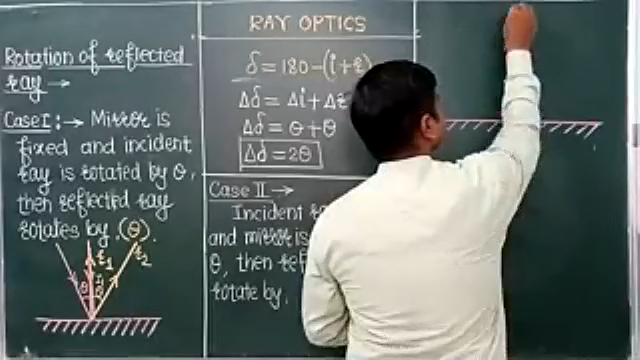 Rotation of reflected
ray →
Case I:→ Mirror is
fixed and incident
ray is rotated by θ,
then reflected ray
rotates by (θ).
r₁
r₂
θ
RAY OPTICS
δ = 180-(i+r)
Δδ = Δi+Δr
Δδ = θ+θ
Δδ = 2θ
Case II →
Incident
and mirror is
θ, then ref
rotate by.